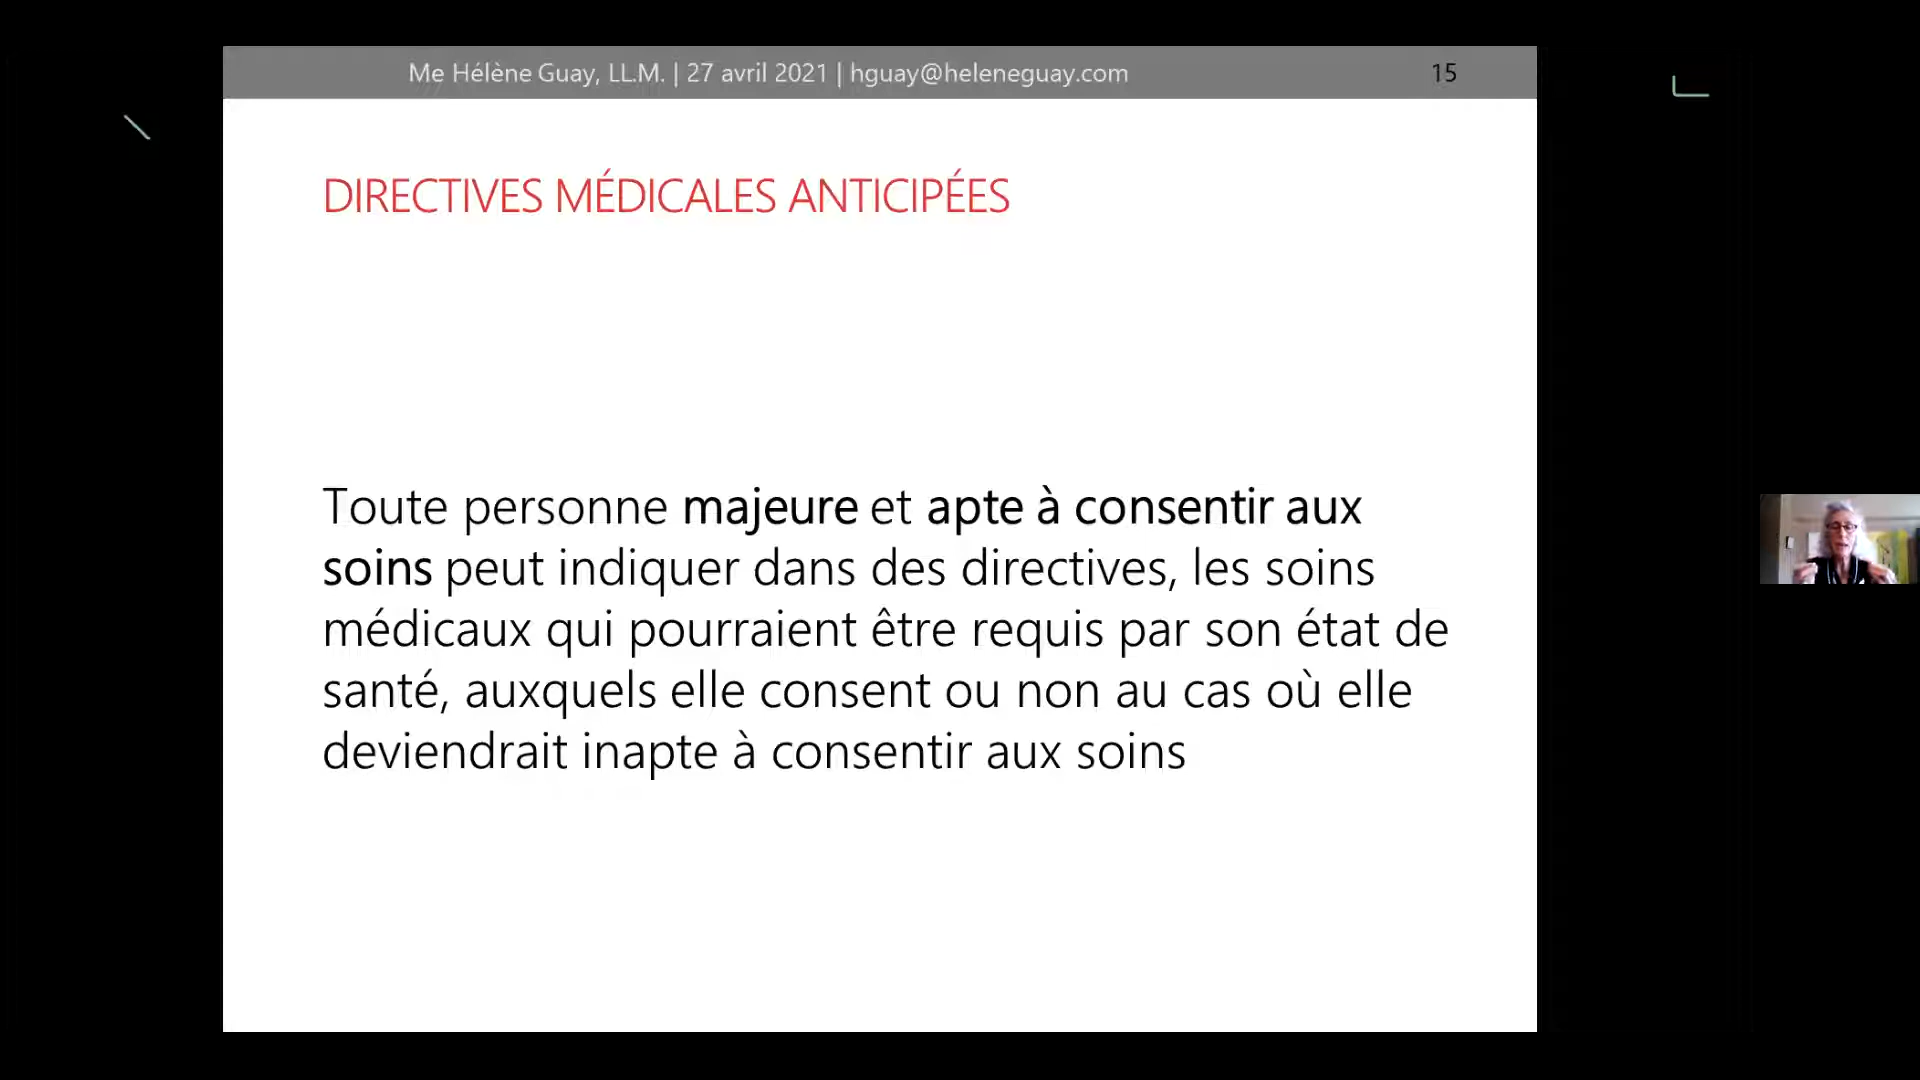 Me Hélène Guay, LL.M. | 27 avril 2021 | hguay@heleneguay.com 15
DIRECTIVES MÉDICALES ANTICIPÉES
Toute personne majeure et apte à consentir aux
soins peut indiquer dans des directives, les soins
médicaux qui pourraient être requis par son état de
santé, auxquels elle consent ou non au cas où elle
deviendrait inapte à consentir aux soins